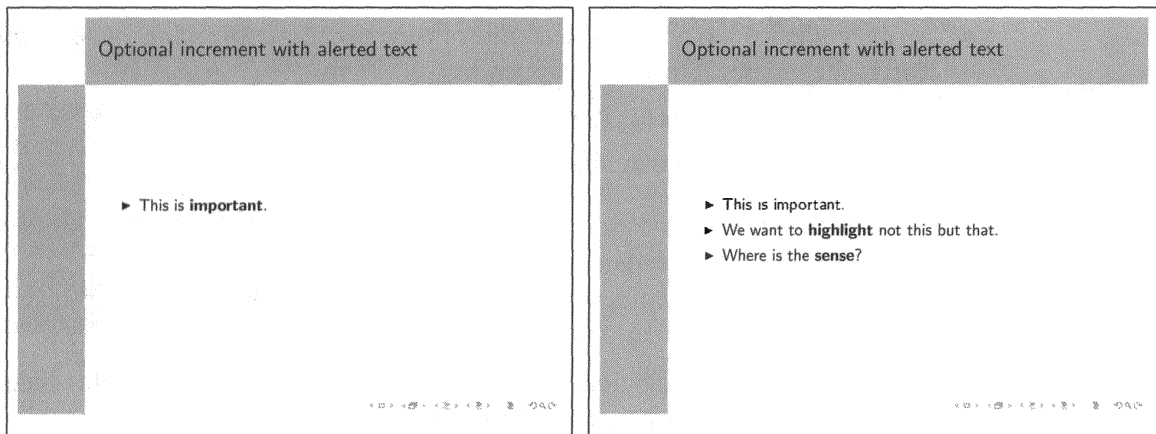 Optional increment with alerted text
► This is important.
Optional increment with alerted text
► This is important.
► We want to highlight not this but that.
► Where is the sense?